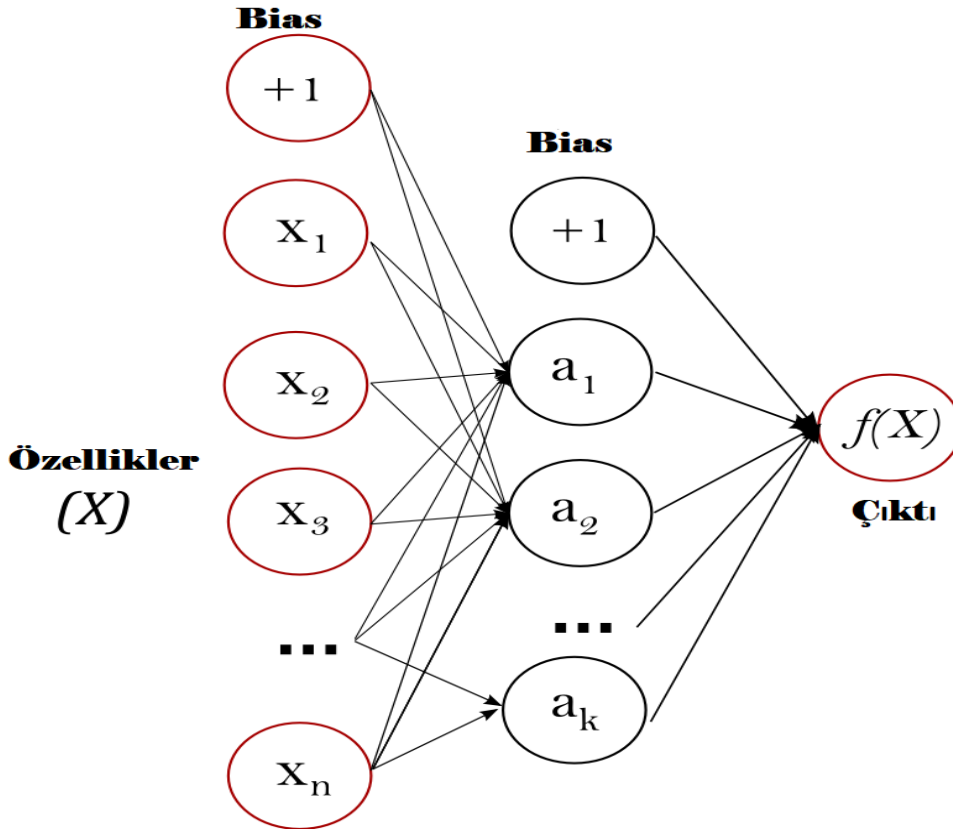 Bias
+1
x1
x2
x3
...
xn
Özellikler
(X)
Bias
+1
a1
a2
...
ak
f(X)
Çıktı